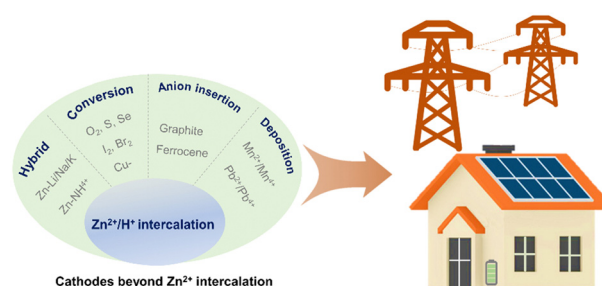 Hybrid
Zn-Li/Na/K
Zn-NH⁴⁺
Conversion
O₂, S, Se
I₂, Br₂
Cu-
Anion insertion
Graphite
Ferrocene
Deposition
Mn²⁺/Mn⁴⁺
Pb²⁺/Pb⁴⁺
Zn²⁺/H⁺ intercalation
Cathodes beyond Zn²⁺ intercalation